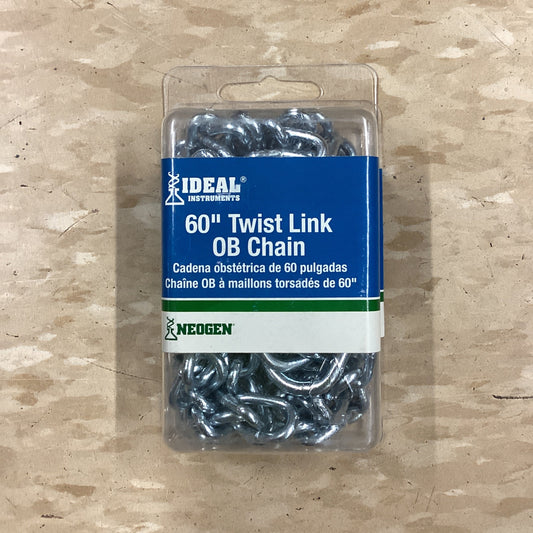 IDEAL®
INSTRUMENTS
60" Twist Link
OB Chain
Cadena obstétrica de 60 pulgadas
Chaîne OB à maillons torsadés de 60"
NEOGEN®